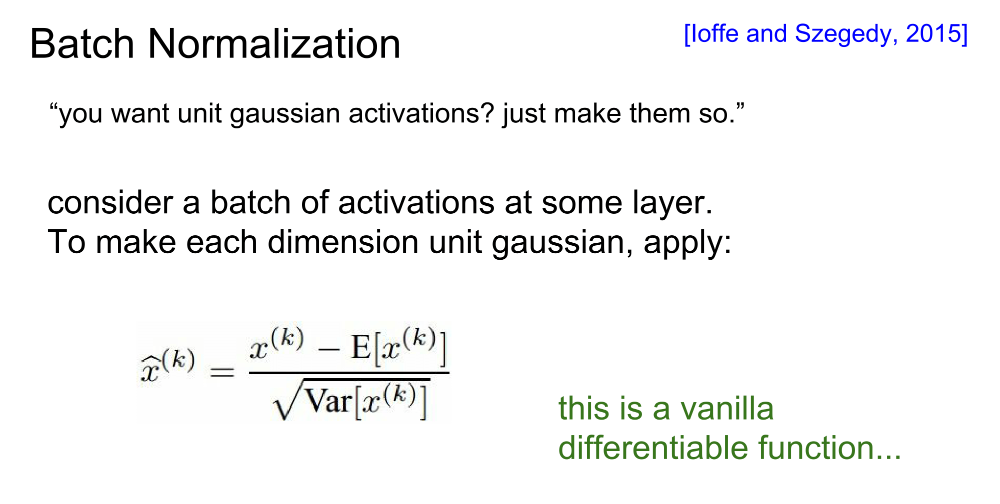 Batch Normalization
[Ioffe and Szegedy, 2015]
“you want unit gaussian activations? just make them so.”
consider a batch of activations at some layer.
To make each dimension unit gaussian, apply:
$\widehat{x}^{(k)} = \frac{x^{(k)} - \mathrm{E}[x^{(k)}]}{\sqrt{\mathrm{Var}[x^{(k)}]}}$
this is a vanilla
differentiable function...